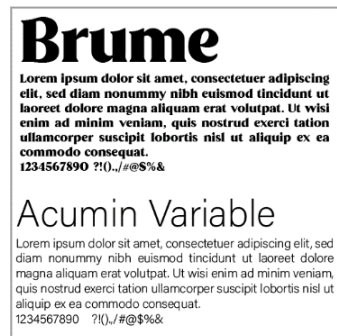 Brume
Lorem ipsum dolor sit amet, consectetuer adipiscing
elit, sed diam nonummy nibh euismod tincidunt ut
laoreet dolore magna aliquam erat volutpat. Ut wisi
enim ad minim veniam, quis nostrud exerci tation
ullamcorper suscipit lobortis nisl ut aliquip ex ea
commodo consequat.
1234567890 ?!().,/#@$%&
Acumin Variable
Lorem ipsum dolor sit amet, consectetuer adipiscing elit, sed
diam nonummy nibh euismod tincidunt ut laoreet dolore
magna aliquam erat volutpat. Ut wisi enim ad minim veniam,
quis nostrud exerci tation ullamcorper suscipit lobortis nisl ut
aliquip ex ea commodo consequat.
1234567890 ?!().,/#@$%&